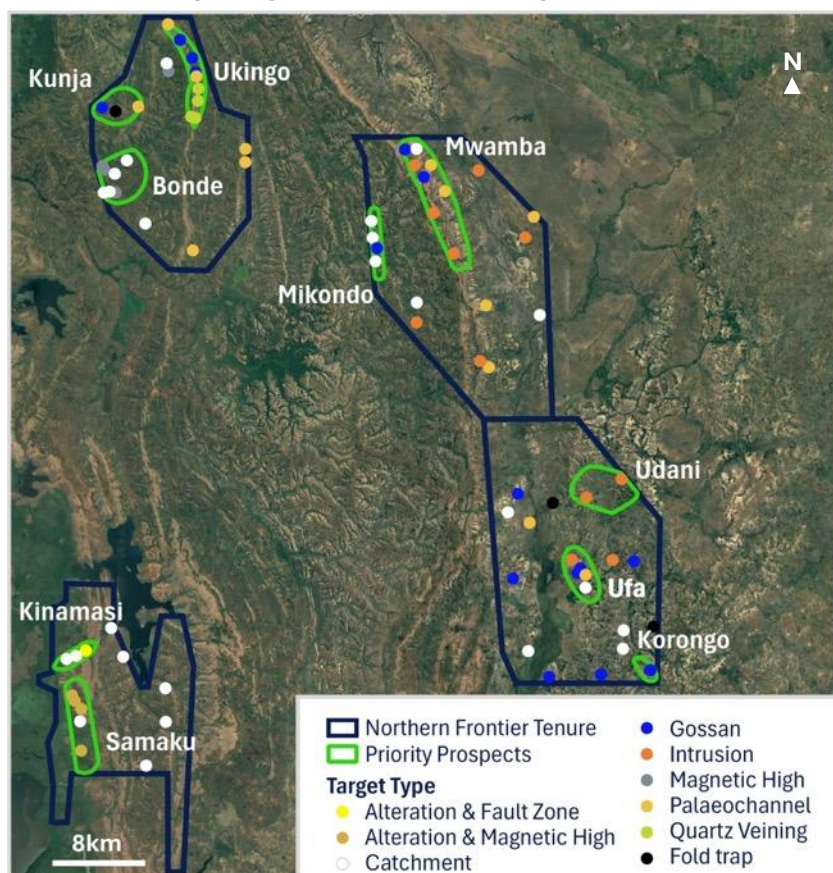 N
Kunja
Ukingo
Mwamba
Bonde
Mikondo
Udani
Ufa
Kinamasi
Korongo
Samaku
8km
Northern Frontier Tenure
Priority Prospects
Target Type
Alteration & Fault Zone
Alteration & Magnetic High
Catchment
Gossan
Intrusion
Magnetic High
Palaeochannel
Quartz Veining
Fold trap